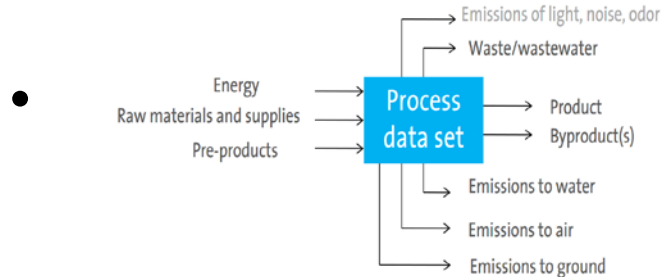 Emissions of light, noise, odor
Waste/wastewater
Energy
Raw materials and supplies
Pre-products
Process
data set
Product
Byproduct(s)
Emissions to water
Emissions to air
Emissions to ground